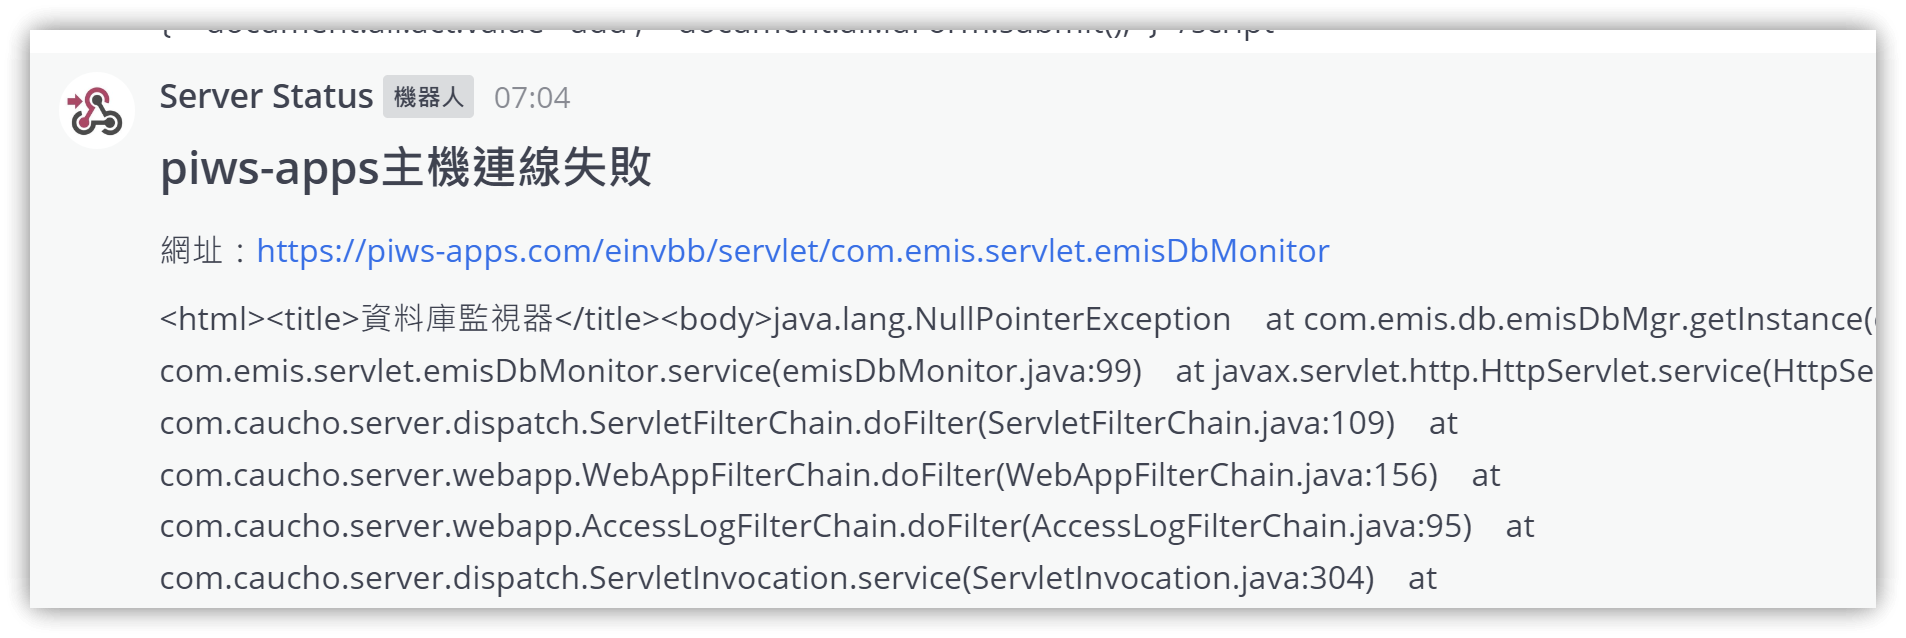 Server Status 機器人 07:04
piws-apps主機連線失敗
網址：https://piws-apps.com/einvbb/servlet/com.emis.servlet.emisDbMonitor
<html><title>資料庫監視器</title><body>java.lang.NullPointerException at com.emis.db.emisDbMgr.getInstance(
com.emis.servlet.emisDbMonitor.service(emisDbMonitor.java:99) at javax.servlet.http.HttpServlet.service(HttpSe
com.caucho.server.dispatch.ServletFilterChain.doFilter(ServletFilterChain.java:109) at
com.caucho.server.webapp.WebAppFilterChain.doFilter(WebAppFilterChain.java:156) at
com.caucho.server.webapp.AccessLogFilterChain.doFilter(AccessLogFilterChain.java:95) at
com.caucho.server.dispatch.ServletInvocation.service(ServletInvocation.java:304) at